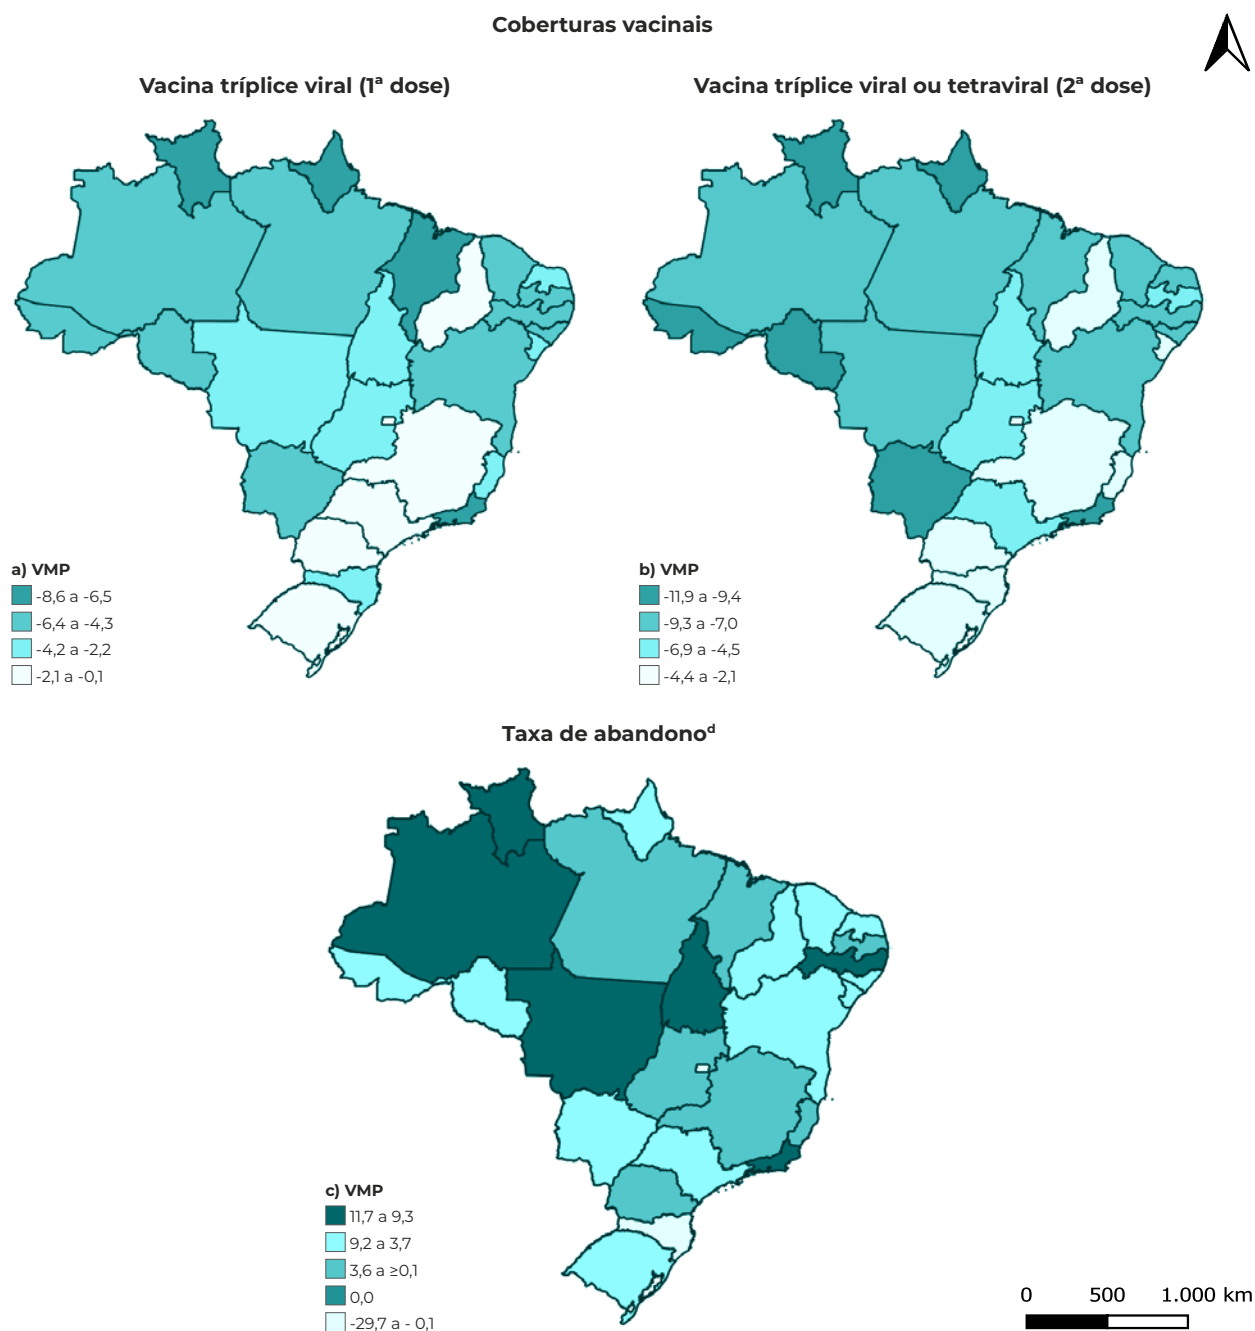 Coberturas vacinais
Vacina tríplice viral (1ª dose)
Vacina tríplice viral ou tetraviral (2ª dose)
a) VMP
-8,6 a -6,5
-6,4 a -4,3
-4,2 a -2,2
-2,1 a -0,1
b) VMP
-11,9 a -9,4
-9,3 a -7,0
-6,9 a -4,5
-4,4 a -2,1
Taxa de abandonoᵈ
c) VMP
11,7 a 9,3
9,2 a 3,7
3,6 a ≥0,1
0,0
-29,7 a - 0,1
0 500 1.000 km